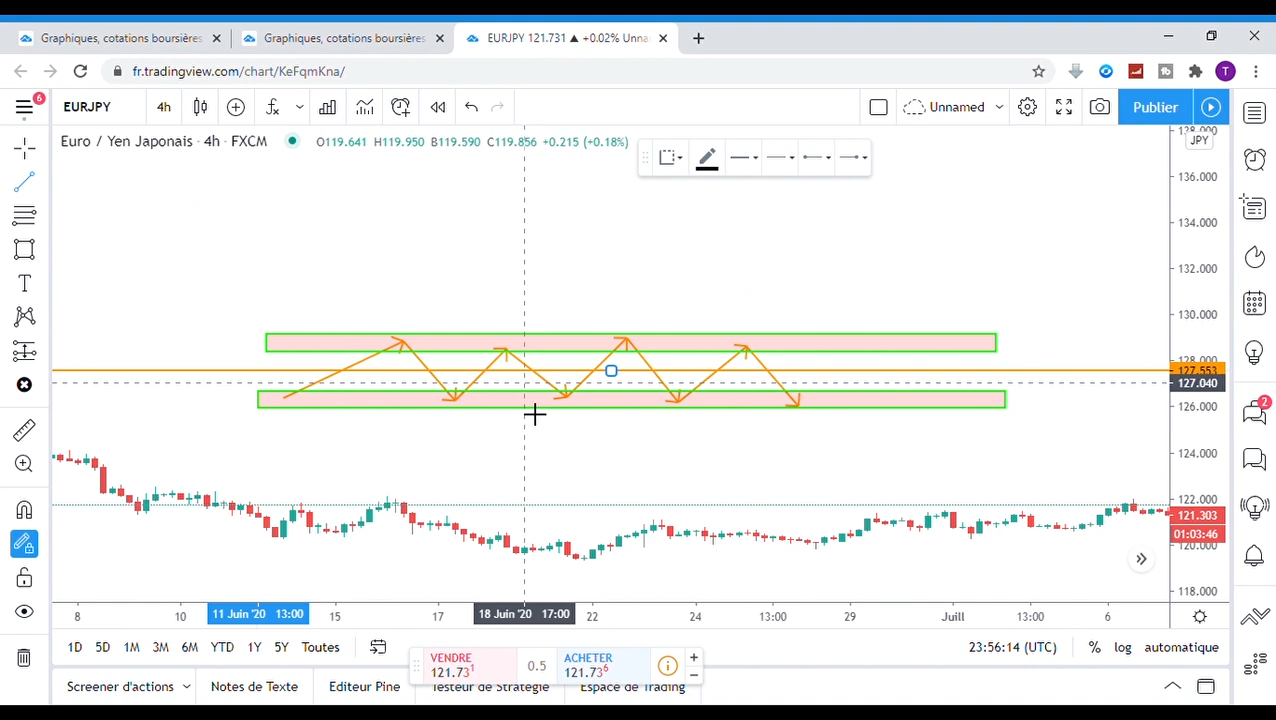 Graphiques, cotations boursières
Graphiques, cotations boursières
EURJPY 121.731 ▲ +0.02% Unna
fr.tradingview.com/chart/KeFqmKna/
T
6
EURJPY
4h
Unnamed
Publier
Euro / Yen Japonais · 4h · FXCM
O119.641 H119.950 B119.590 C119.856 +0.215 (+0.18%)
128.000
JPY
136.000
134.000
132.000
130.000
128.000
127.553
127.040
126.000
124.000
122.000
121.303
01:03:46
120.000
118.000
2
T
8
10
11 Juin '20 13:00
15
17
18 Juin '20 17:00
22
24
13:00
29
Juill
13:00
6
1D 5D 1M 3M 6M YTD 1Y 5Y Toutes
23:56:14 (UTC)
% log automatique
VENDRE
121.73¹
0.5
ACHETER
121.73⁶
Screener d'actions
Notes de Texte
Editeur Pine
Testeur de Stratégie
Espace de Trading